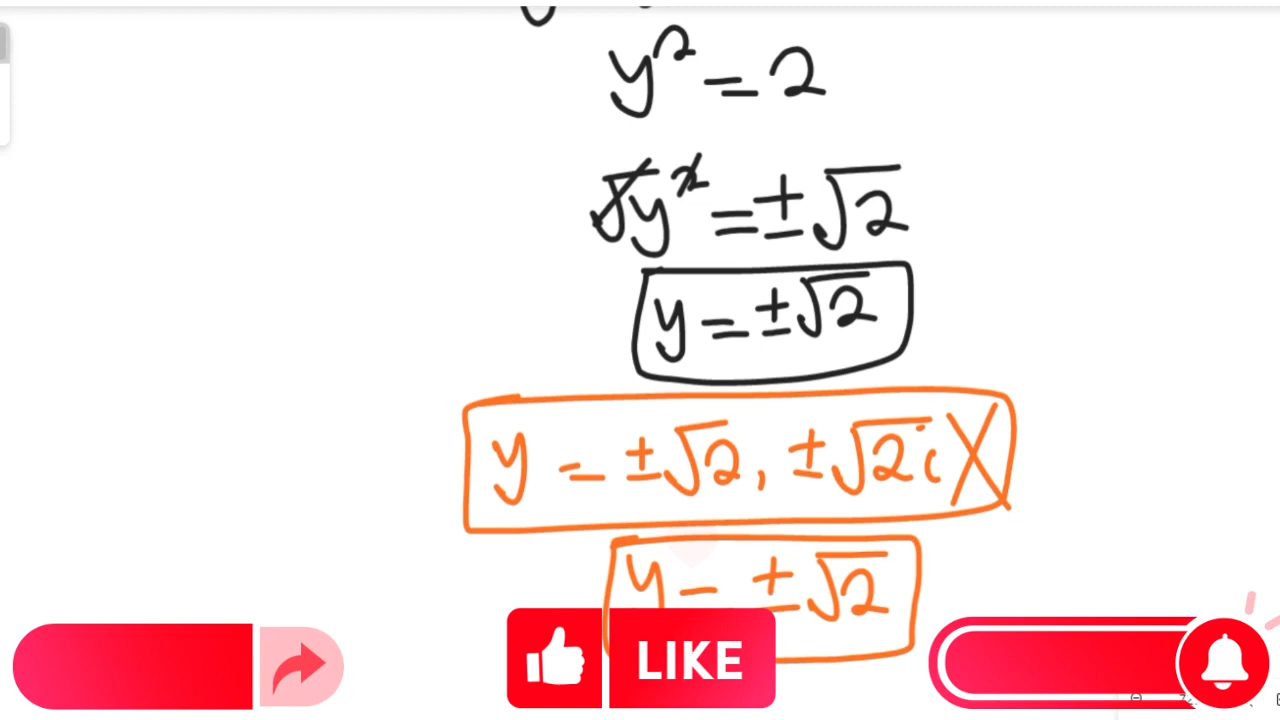 y² = 2
√y² = ±√2
y = ±√2
y = ±√2, ±√2i X
y = ±√2
LIKE